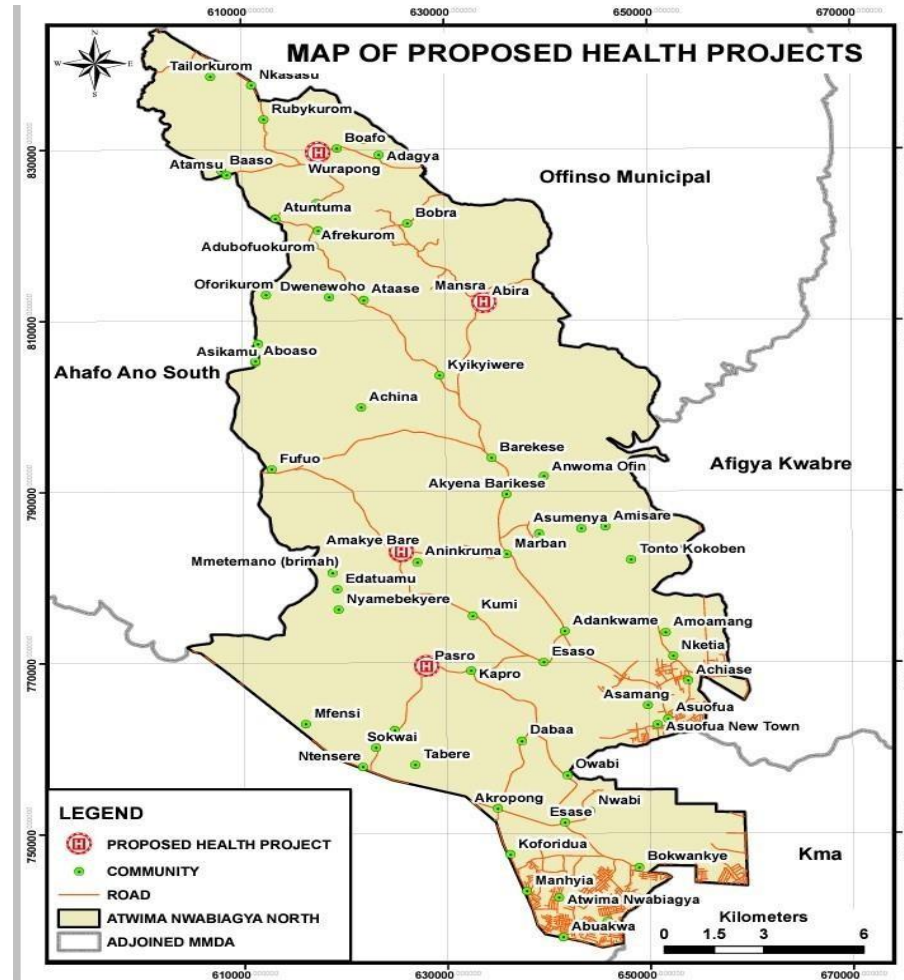 610000 630000 650000 670000
MAP OF PROPOSED HEALTH PROJECTS
N
W E
S
Tailorkurom
Nkasasu
Rubykurom
Boafo
Adagya
830000
Atamsu
Baaso
Wurapong
Offinso Municipal
Atuntuma
Bobra
Afrekurom
Adubofuokurom
Oforikurom
Dwenewoho
Ataase
Mansra
Abira
810000
Asikamu
Aboaso
Ahafo Ano South
Kyikyiwere
Achina
Barekese
Fufuo
Anwoma Ofin
Afigya Kwabre
Akyena Barikese
790000
Asumenya
Amisare
Amakye Bare
Aninkruma
Marban
Tonto Kokoben
Mmetemano (brimah)
Edatuamu
Nyamebekyere
Kumi
Adankwame
Amoamang
Nketia
Pasro
Esaso
Achiase
770000
Kapro
Asamang
Asuofua
Mfensi
Asuofua New Town
Sokwai
Dabaa
Ntensere
Tabere
Owabi
Akropong
Nwabi
Esase
750000
Koforidua
Bokwankye
Kma
Manhyia
Atwima Nwabiagya
Abuakwa
LEGEND
H PROPOSED HEALTH PROJECT
COMMUNITY
ROAD
ATWIMA NWABIAGYA NORTH
ADJOINED MMDA
Kilometers
0 1.5 3 6
610000 630000 650000 670000